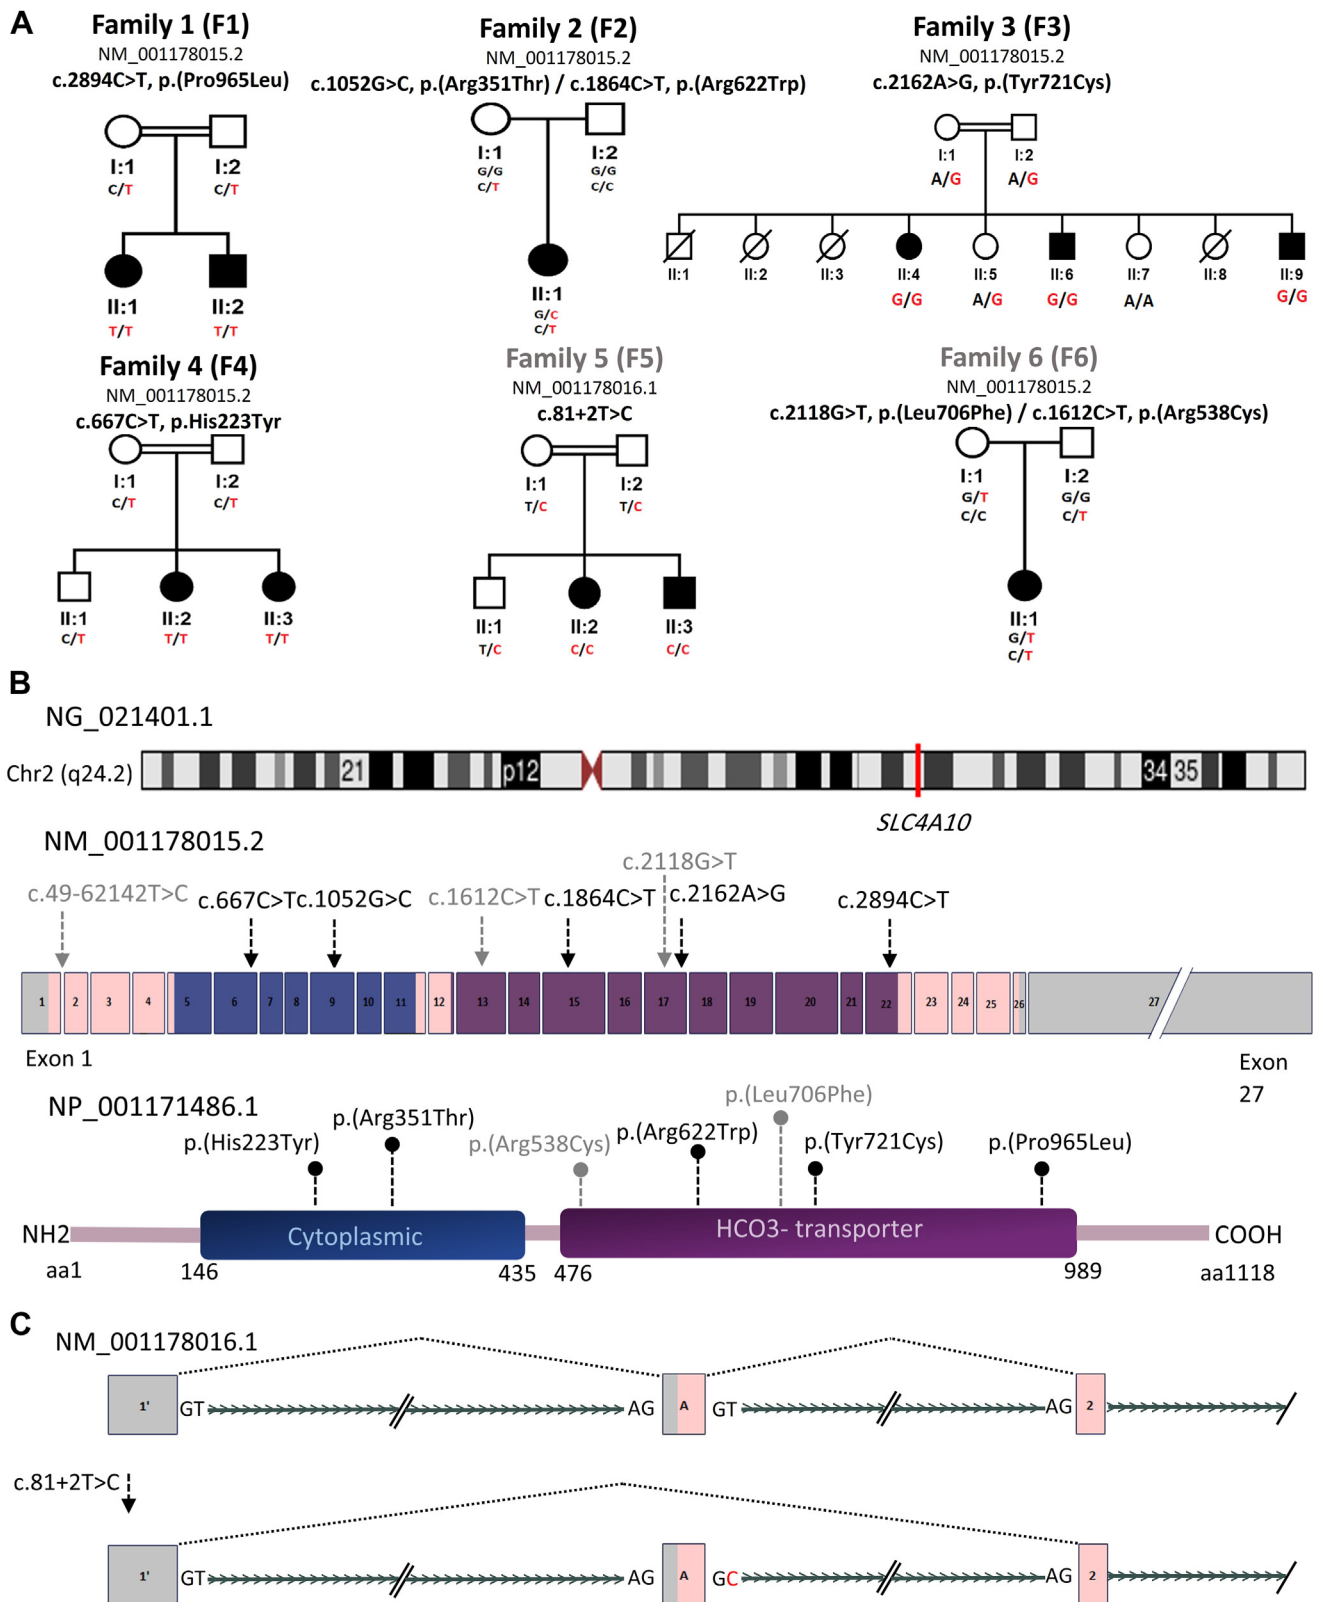 A
Family 1 (F1)
NM_001178015.2
c.2894C>T, p.(Pro965Leu)
I:1 I:2
C/T C/T
II:1 II:2
T/T T/T
Family 2 (F2)
NM_001178015.2
c.1052G>C, p.(Arg351Thr) / c.1864C>T, p.(Arg622Trp)
I:1 I:2
G/G G/G
C/T C/C
II:1
G/C
C/T
Family 3 (F3)
NM_001178015.2
c.2162A>G, p.(Tyr721Cys)
I:1 I:2
A/G A/G
II:1 II:2 II:3 II:4 II:5 II:6 II:7 II:8 II:9
G/G A/G G/G A/A G/G
Family 4 (F4)
NM_001178015.2
c.667C>T, p.His223Tyr
I:1 I:2
C/T C/T
II:1 II:2 II:3
C/T T/T T/T
Family 5 (F5)
NM_001178016.1
c.81+2T>C
I:1 I:2
T/C T/C
II:1 II:2 II:3
T/C C/C C/C
Family 6 (F6)
NM_001178015.2
c.2118G>T, p.(Leu706Phe) / c.1612C>T, p.(Arg538Cys)
I:1 I:2
G/T G/G
C/C C/T
II:1
G/T
C/T
B
NG_021401.1
Chr2 (q24.2) 21 p12 34 35
SLC4A10
NM_001178015.2
c.2118G>T
c.49-62142T>C c.667C>T c.1052G>C c.1612C>T c.1864C>T c.2162A>G c.2894C>T
1 2 3 4 5 6 7 8 9 10 11 12 13 14 15 16 17 18 19 20 21 22 23 24 25 26 27
Exon 1 Exon
27
NP_001171486.1
p.(Leu706Phe)
p.(His223Tyr) p.(Arg351Thr) p.(Arg538Cys) p.(Arg622Trp) p.(Tyr721Cys) p.(Pro965Leu)
NH2 Cytoplasmic HCO3- transporter COOH
aa1 146 435 476 989 aa1118
C
NM_001178016.1
1' GT AG A GT AG 2
c.81+2T>C
1' GT AG A GC AG 2